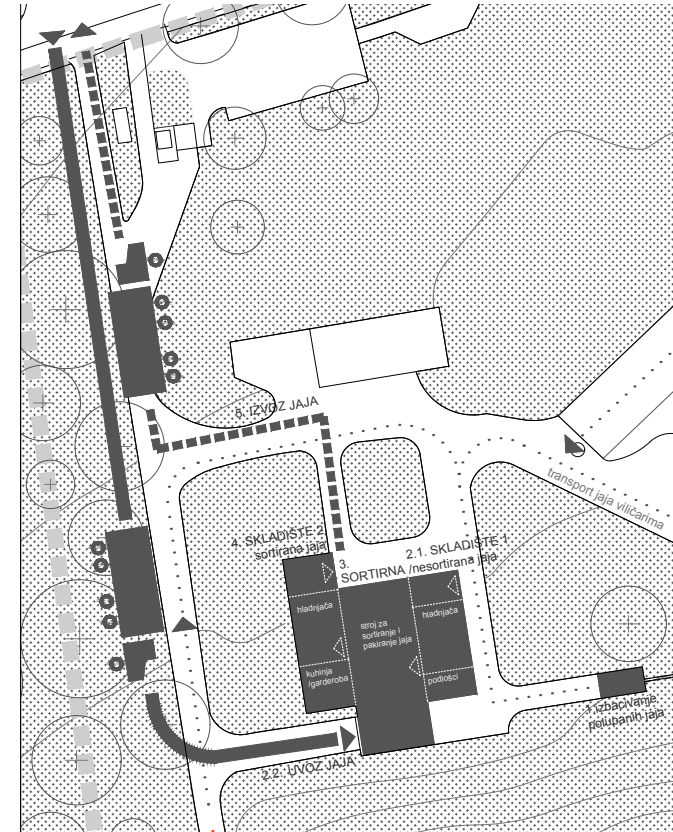 5. IZVOZ JAJA
transport jaja viličarima
4. SKLADIŠTE 2
sortirana jaja
3.
SORTIRNA
2.1. SKLADIŠTE 1
/nesortirana jaja
hladnjača
stroj za
sortiranje i
pakiranje jaja
hladnjača
kuhinja
/garderoba
podlošci
1.izbacivanje
polupanih jaja
2.2. UVOZ JAJA